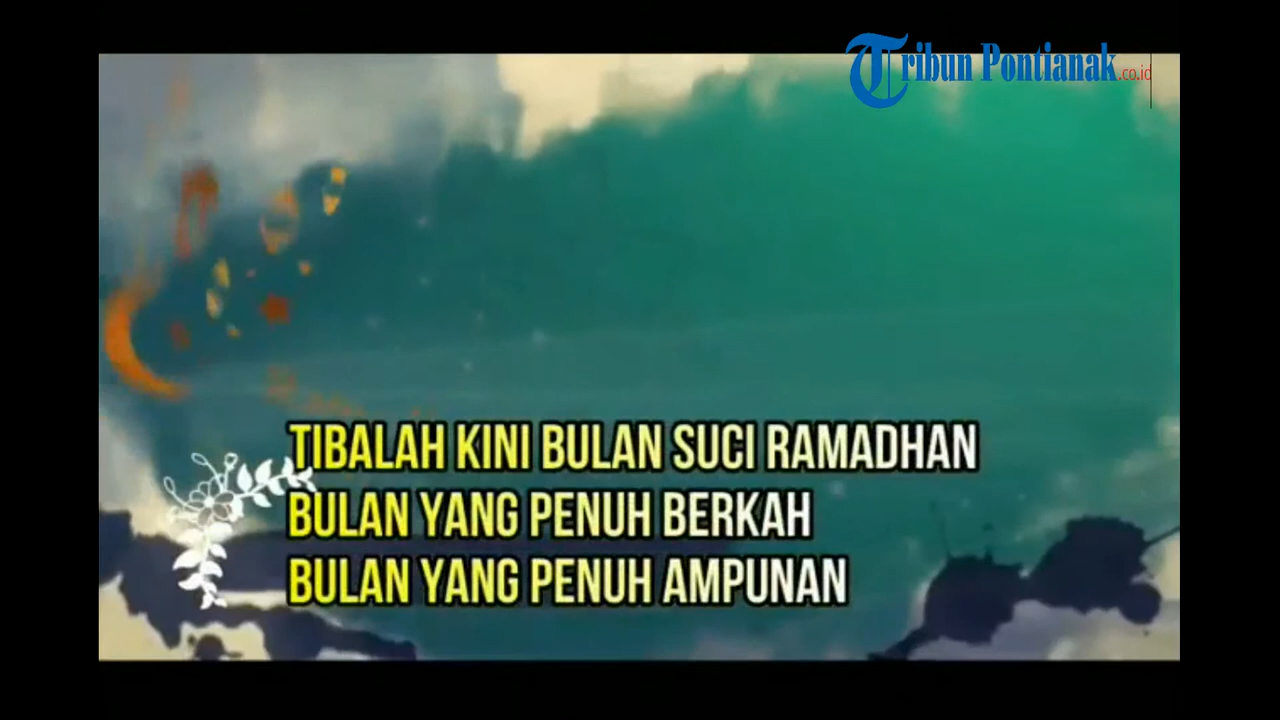 Tribun Pontianak.co.id
TIBALAH KINI BULAN SUCI RAMADHAN
BULAN YANG PENUH BERKAH
BULAN YANG PENUH AMPUNAN